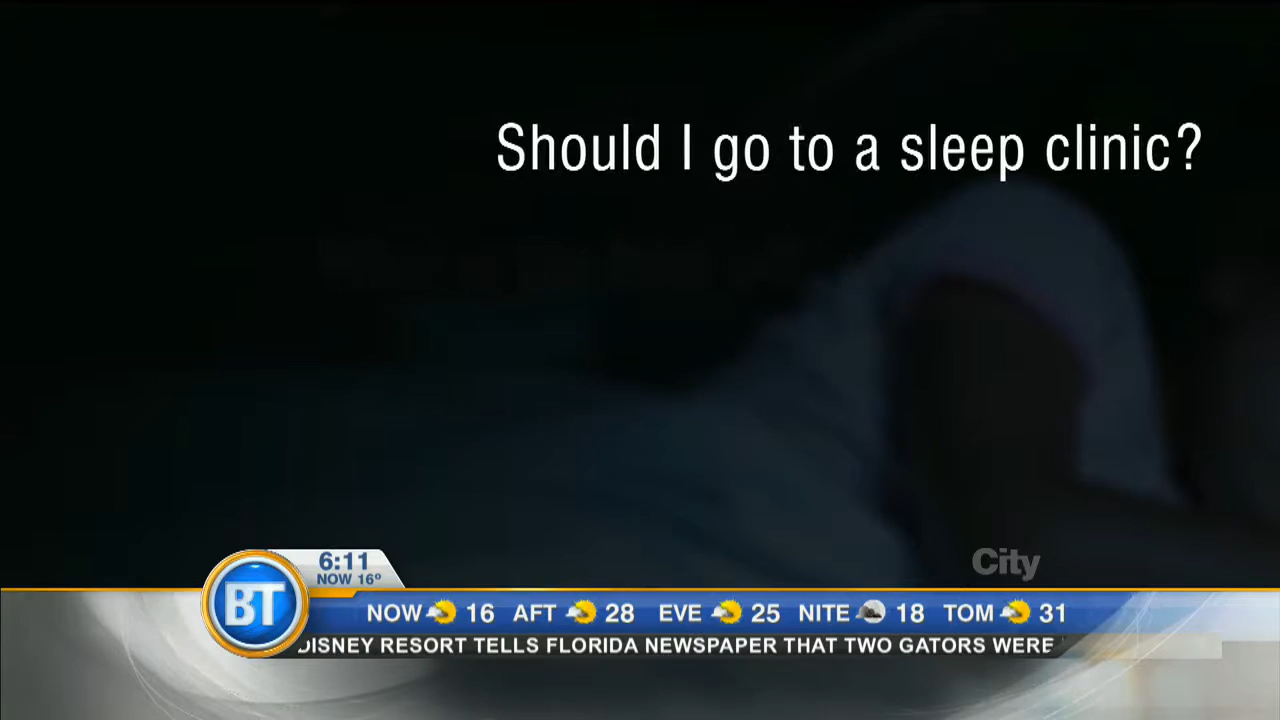 Should I go to a sleep clinic?
6:11
NOW 16º
City
BT
NOW 16 AFT 28 EVE 25 NITE 18 TOM 31
DISNEY RESORT TELLS FLORIDA NEWSPAPER THAT TWO GATORS WERE